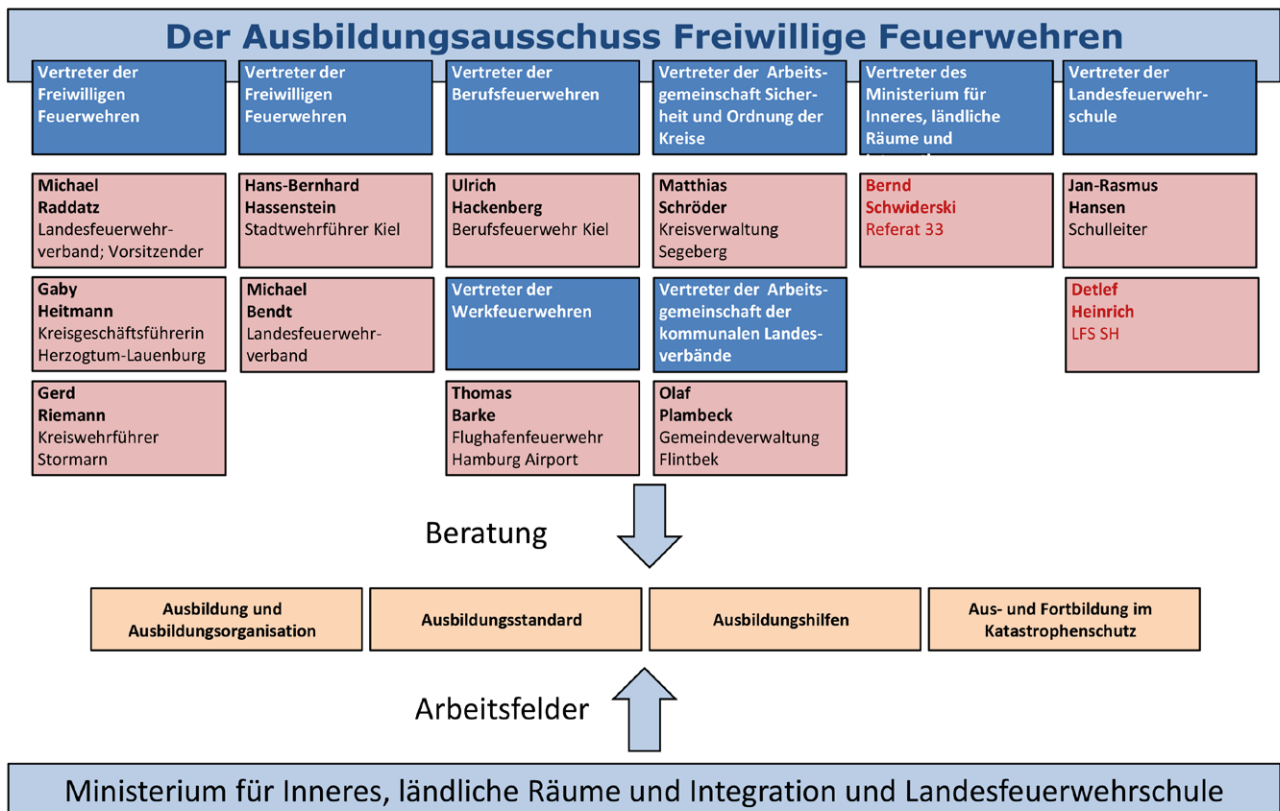 Der Ausbildungsausschuss Freiwillige Feuerwehren
Vertreter der
Freiwilligen
Feuerwehren
Vertreter der
Freiwilligen
Feuerwehren
Vertreter der
Berufsfeuerwehren
Vertreter der Arbeits-
gemeinschaft Sicher-
heit und Ordnung der
Kreise
Vertreter des
Ministerium für
Inneres, ländliche
Räume und
Vertreter der
Landesfeuerwehr-
schule
Michael
Raddatz
Landesfeuerwehr-
verband; Vorsitzender
Hans-Bernhard
Hassenstein
Stadtwehrführer Kiel
Ulrich
Hackenberg
Berufsfeuerwehr Kiel
Matthias
Schröder
Kreisverwaltung
Segeberg
Bernd
Schwiderski
Referat 33
Jan-Rasmus
Hansen
Schulleiter
Gaby
Heitmann
Kreisgeschäftsführerin
Herzogtum-Lauenburg
Michael
Bendt
Landesfeuerwehr-
verband
Vertreter der
Werkfeuerwehren
Vertreter der Arbeits-
gemeinschaft der
kommunalen Landes-
verbände
Detlef
Heinrich
LFS SH
Gerd
Riemann
Kreiswehrführer
Stormarn
Thomas
Barke
Flughafenfeuerwehr
Hamburg Airport
Olaf
Plambeck
Gemeindeverwaltung
Flintbek
Beratung
Ausbildung und
Ausbildungsorganisation
Ausbildungsstandard
Ausbildungshilfen
Aus- und Fortbildung im
Katastrophenschutz
Arbeitsfelder
Ministerium für Inneres, ländliche Räume und Integration und Landesfeuerwehrschule